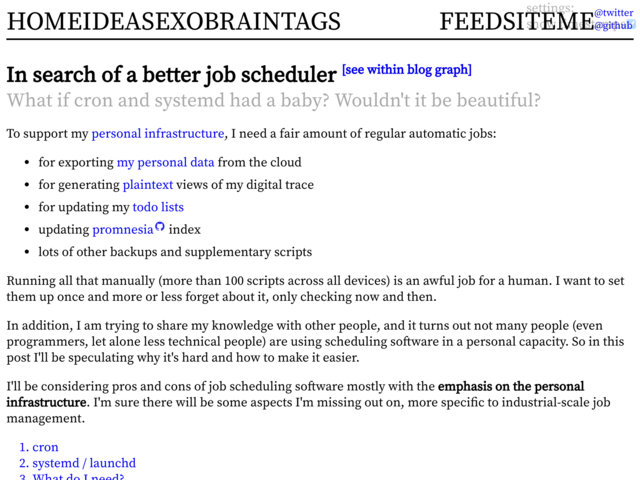 HOMEIDEASEXOBRAINTAGS
FEEDSITEME
settings:
@twitter
@github
In search of a better job scheduler [see within blog graph]
What if cron and systemd had a baby? Wouldn't it be beautiful?
To support my personal infrastructure, I need a fair amount of regular automatic jobs:
• for exporting my personal data from the cloud
• for generating plaintext views of my digital trace
• for updating my todo lists
• updating promnesia index
• lots of other backups and supplementary scripts
Running all that manually (more than 100 scripts across all devices) is an awful job for a human. I want to set
them up once and more or less forget about it, only checking now and then.
In addition, I am trying to share my knowledge with other people, and it turns out not many people (even
programmers, let alone less technical people) are using scheduling software in a personal capacity. So in this
post I'll be speculating why it's hard and how to make it easier.
I'll be considering pros and cons of job scheduling software mostly with the emphasis on the personal
infrastructure. I'm sure there will be some aspects I'm missing out on, more specific to industrial-scale job
management.
1. cron
2. systemd / launchd
3. What do I need?